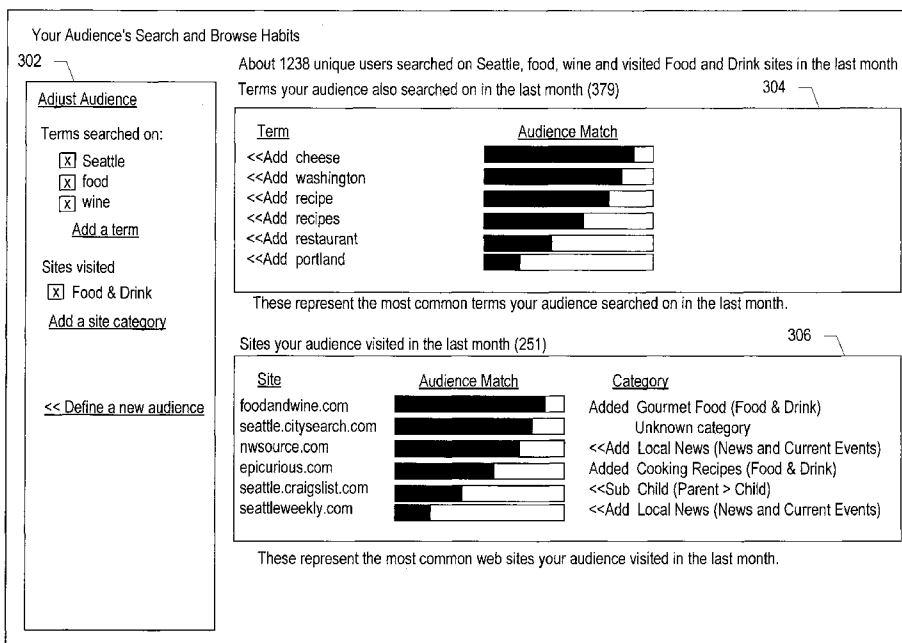 Your Audience's Search and Browse Habits
302
Adjust Audience
Terms searched on:
X Seattle
X food
X wine
Add a term
Sites visited
X Food & Drink
Add a site category
<< Define a new audience
About 1238 unique users searched on Seattle, food, wine and visited Food and Drink sites in the last month
Terms your audience also searched on in the last month (379)
304
Term Audience Match
<<Add cheese
<<Add washington
<<Add recipe
<<Add recipes
<<Add restaurant
<<Add portland
These represent the most common terms your audience searched on in the last month.
Sites your audience visited in the last month (251)
306
Site Audience Match Category
foodandwine.com Added Gourmet Food (Food & Drink)
seattle.citysearch.com Unknown category
nwsource.com <<Add Local News (News and Current Events)
epicurious.com Added Cooking Recipes (Food & Drink)
seattle.craigslist.com <<Sub Child (Parent > Child)
seattleweekly.com <<Add Local News (News and Current Events)
These represent the most common web sites your audience visited in the last month.